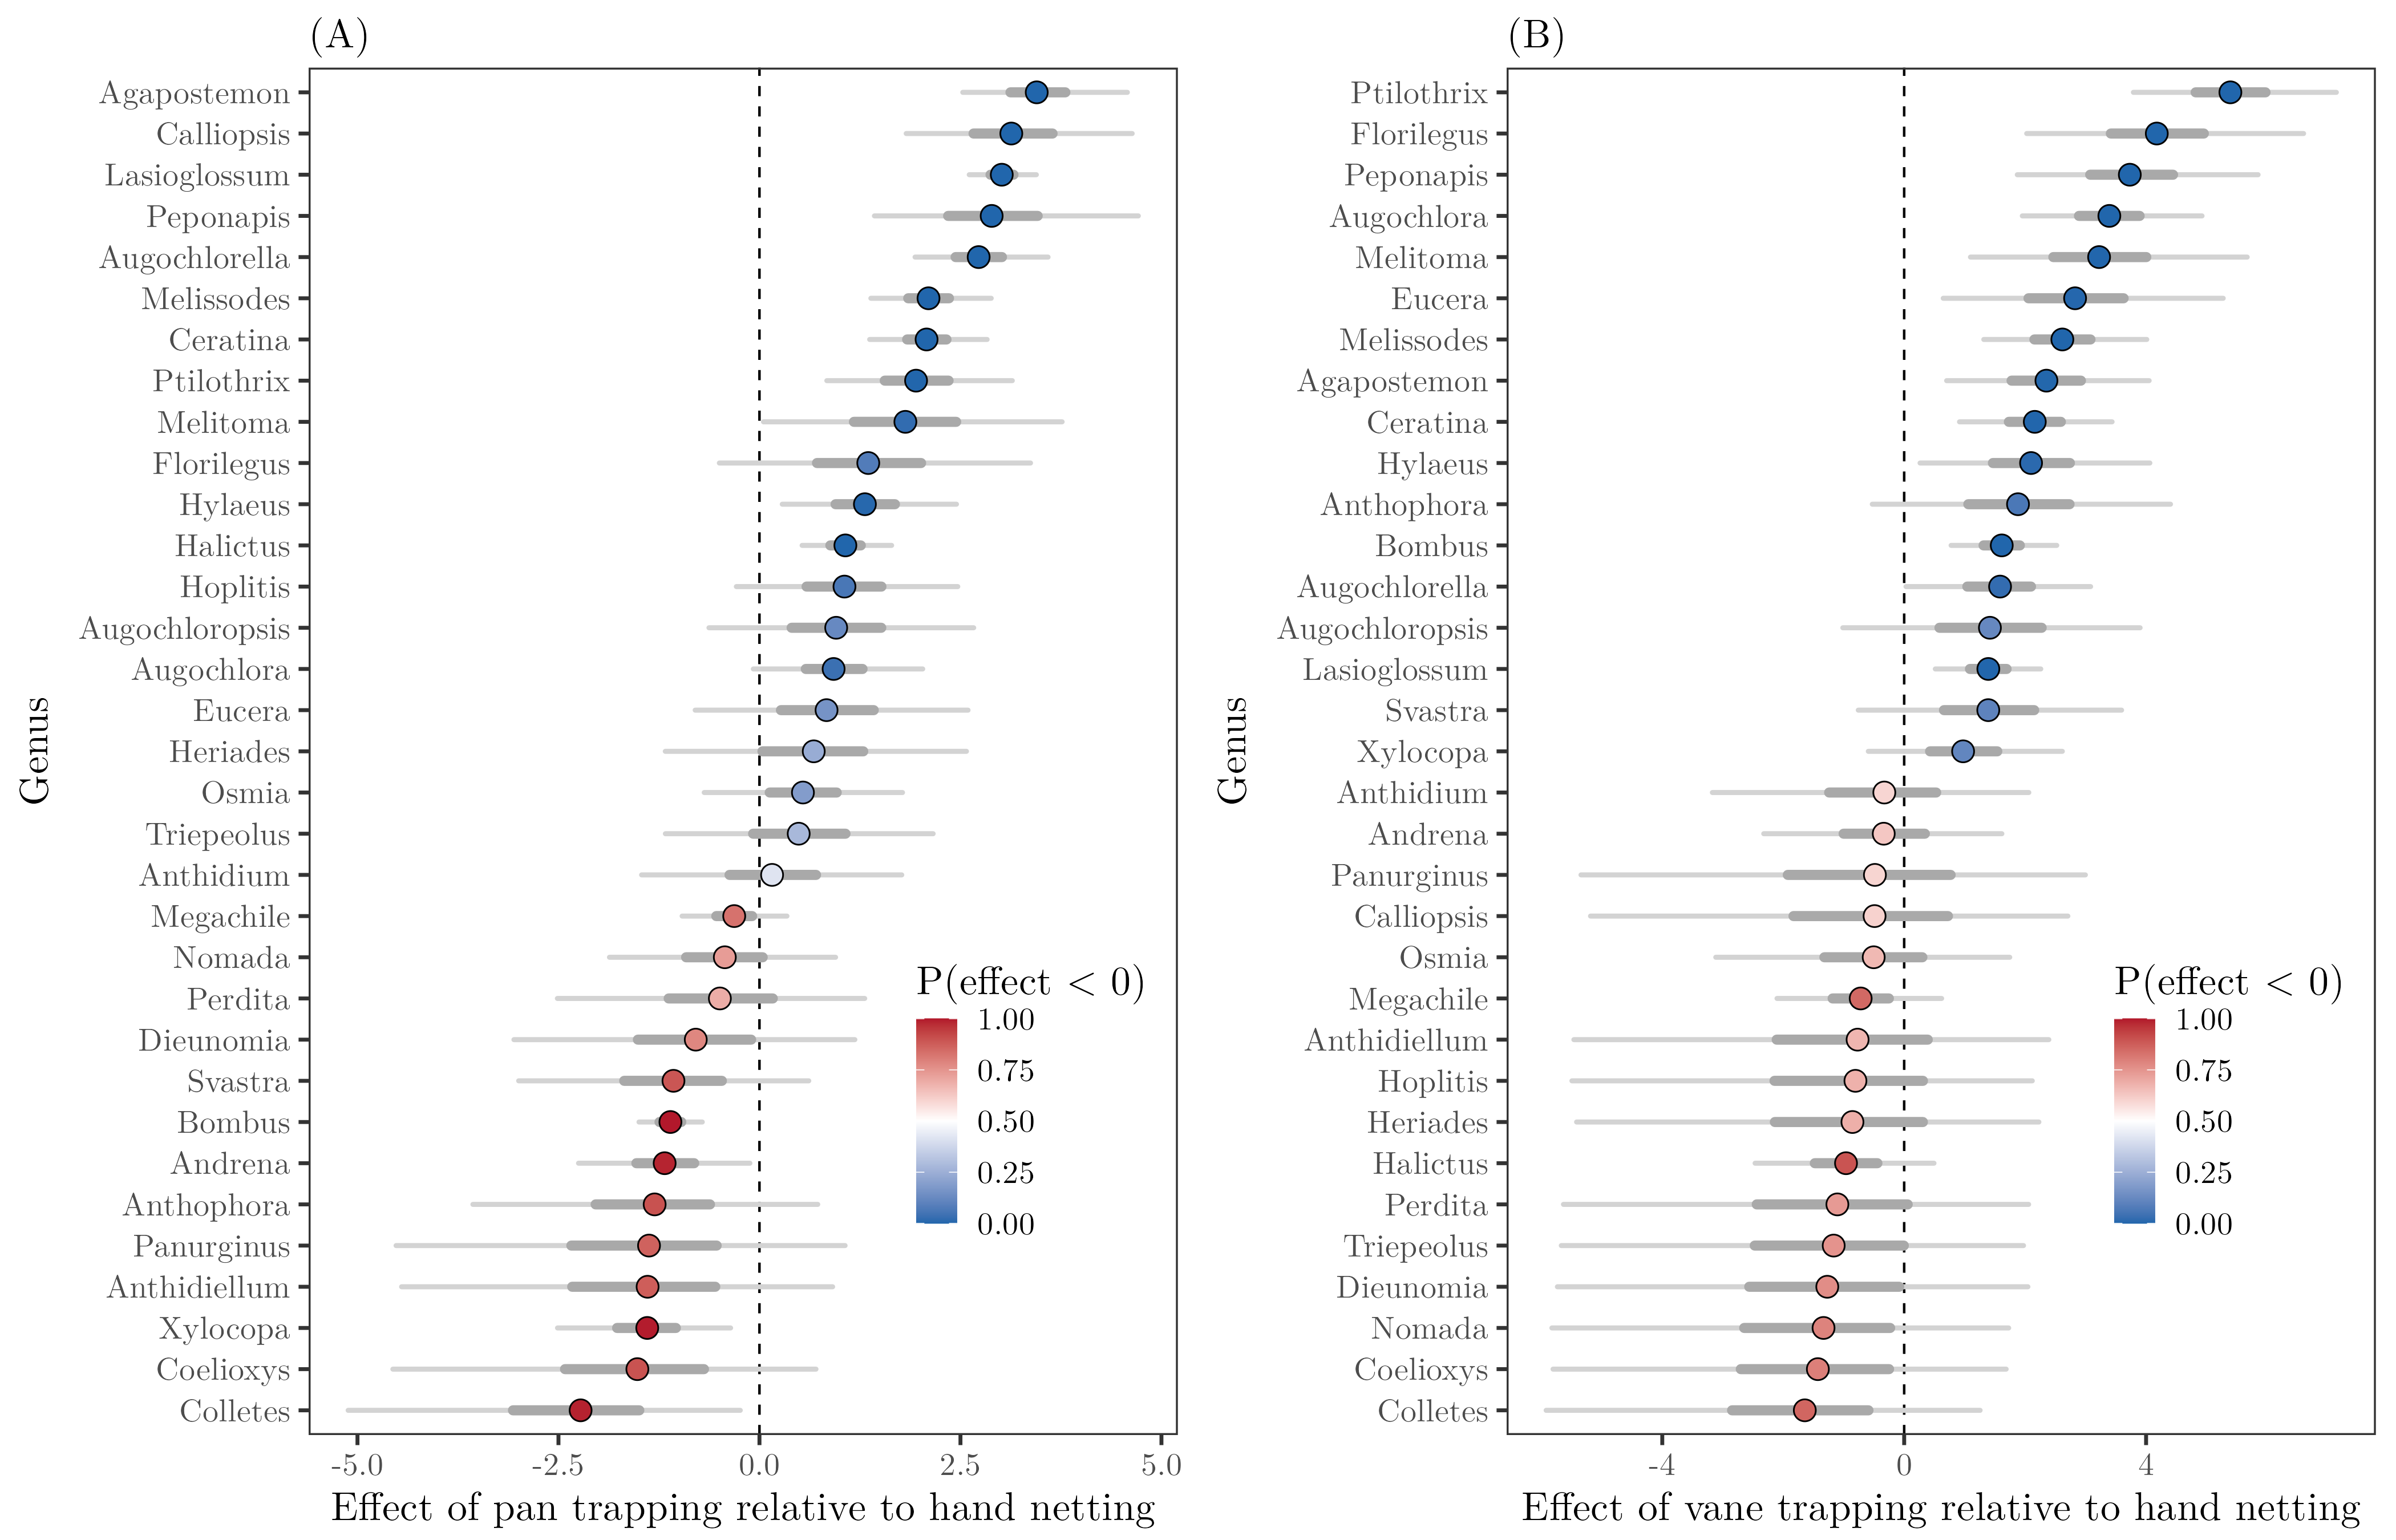 (A)
Genus
Agapostemon
Calliopsis
Lasioglossum
Peponapis
Augochlorella
Melissodes
Ceratina
Ptilothrix
Melitoma
Florilegus
Hylaeus
Halictus
Hoplitis
Augochloropsis
Augochlora
Eucera
Heriades
Osmia
Triepeolus
Anthidium
Megachile
Nomada
Perdita
Dieunomia
Svastra
Bombus
Andrena
Anthophora
Panurginus
Anthidiellum
Xylocopa
Coelioxys
Colletes
P(effect < 0)
1.00
0.75
0.50
0.25
0.00
-5.0 -2.5 0.0 2.5 5.0
Effect of pan trapping relative to hand netting
(B)
Genus
Ptilothrix
Florilegus
Peponapis
Augochlora
Melitoma
Eucera
Melissodes
Agapostemon
Ceratina
Hylaeus
Anthophora
Bombus
Augochlorella
Augochloropsis
Lasioglossum
Svastra
Xylocopa
Anthidium
Andrena
Panurginus
Calliopsis
Osmia
Megachile
Anthidiellum
Hoplitis
Heriades
Halictus
Perdita
Triepeolus
Dieunomia
Nomada
Coelioxys
Colletes
P(effect < 0)
1.00
0.75
0.50
0.25
0.00
-4 0 4
Effect of vane trapping relative to hand netting